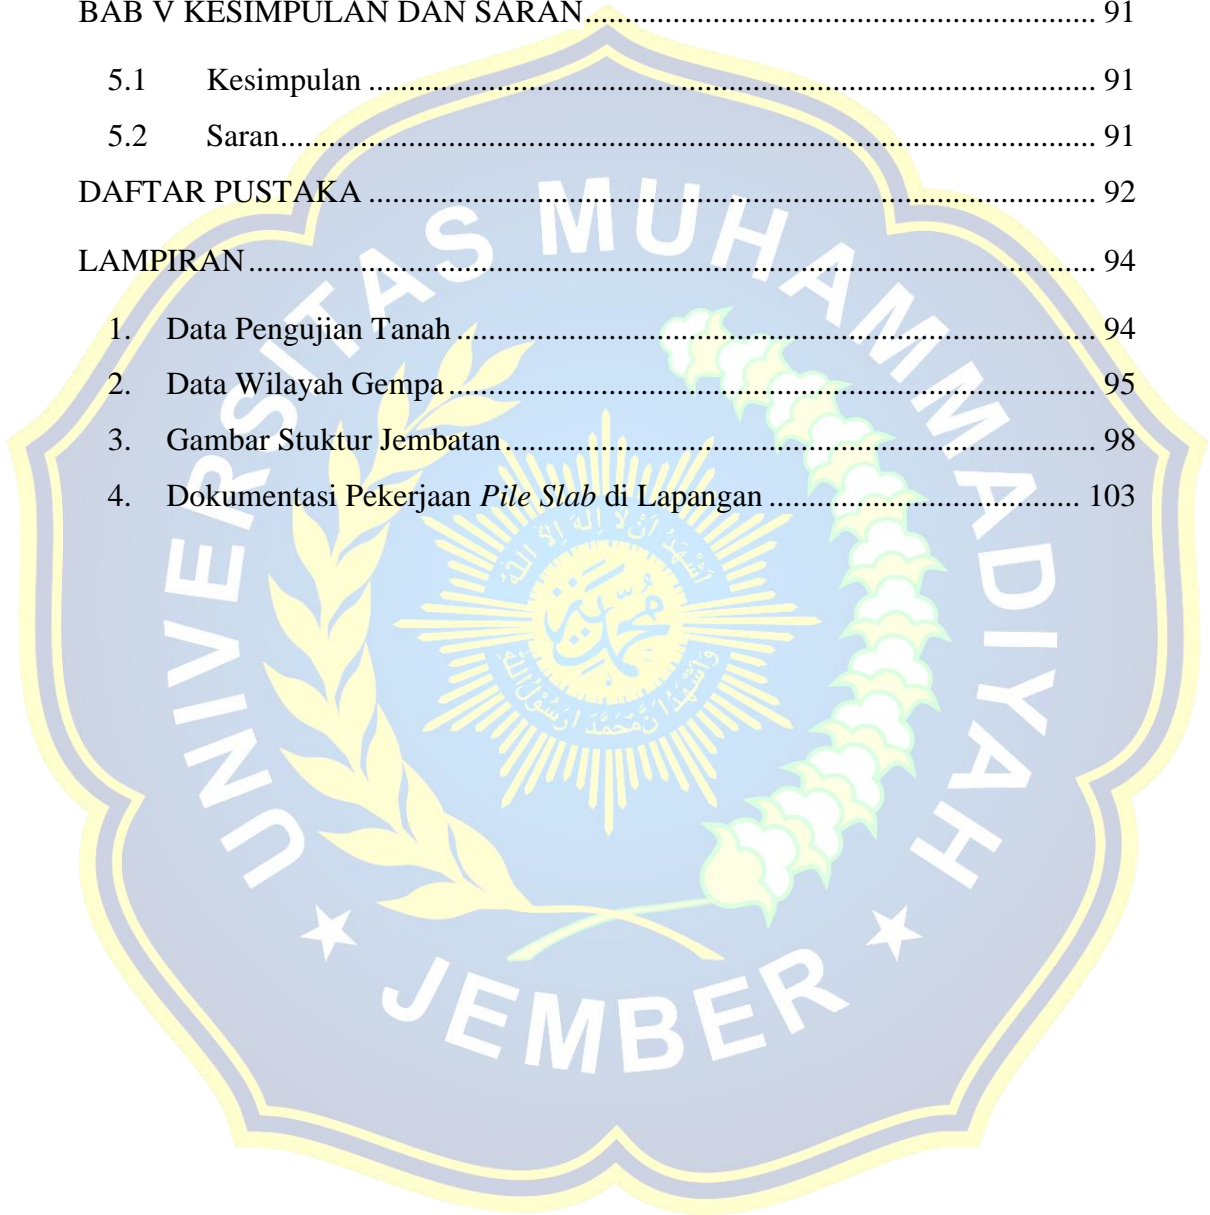 BAB V KESIMPULAN DAN SARAN.................................................................. 91
5.1 Kesimpulan ............................................................................................. 91
5.2 Saran........................................................................................................ 91
DAFTAR PUSTAKA ............................................................................................. 92
LAMPIRAN............................................................................................................ 94
1. Data Pengujian Tanah ................................................................................. 94
2. Data Wilayah Gempa .................................................................................. 95
3. Gambar Stuktur Jembatan........................................................................... 98
4. Dokumentasi Pekerjaan Pile Slab di Lapangan ........................................ 103
UNIVERSITAS MUHAMMADIYAH
JEMBER